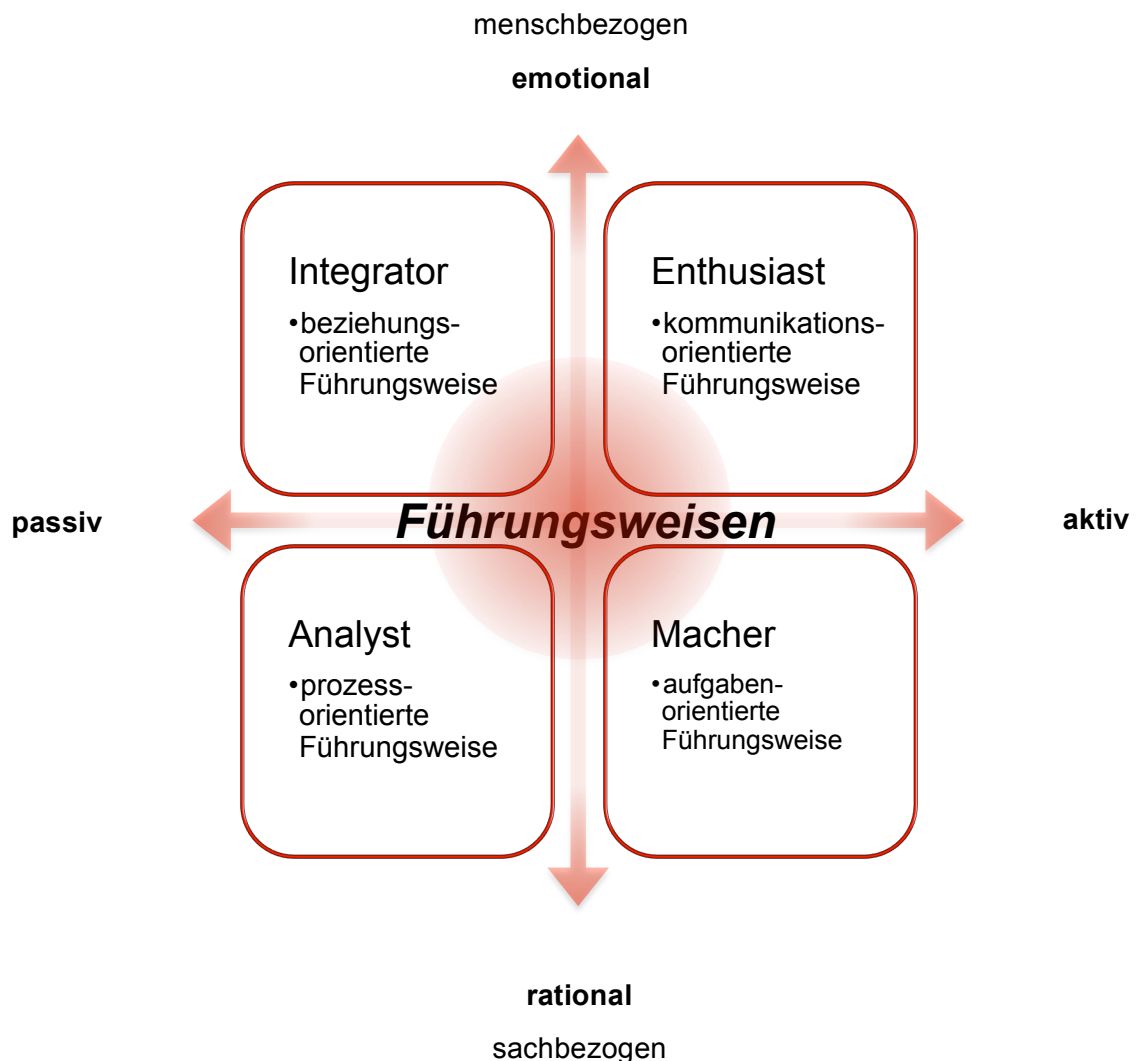 menschbezogen
emotional
Integrator
•beziehungs-
orientierte
Führungsweise
Enthusiast
•kommunikations-
orientierte
Führungsweise
passiv
Führungsweisen
aktiv
Analyst
•prozess-
orientierte
Führungsweise
Macher
•aufgaben-
orientierte
Führungsweise
rational
sachbezogen